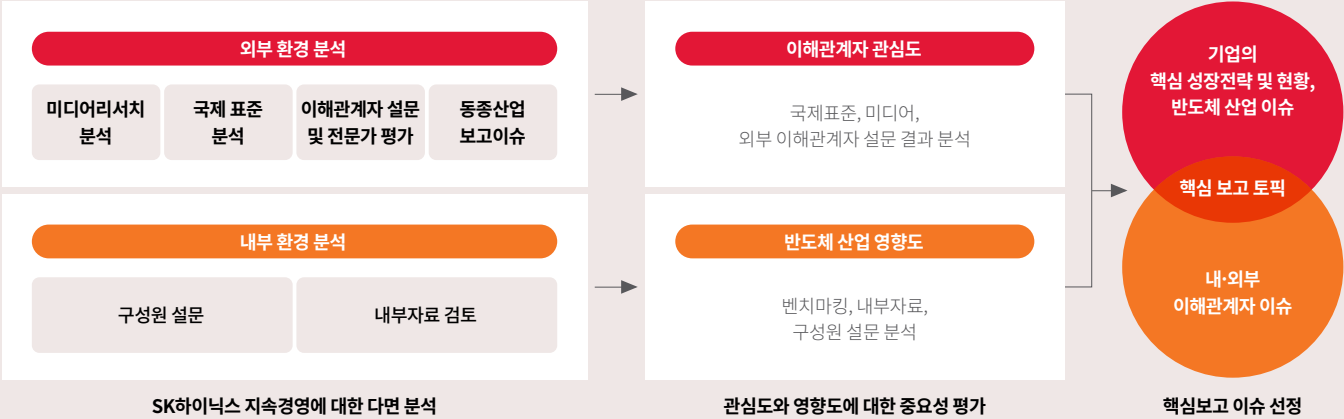 외부 환경 분석
미디어리서치
분석
국제 표준
분석
이해관계자 설문
및 전문가 평가
동종산업
보고이슈
내부 환경 분석
구성원 설문
내부자료 검토
SK하이닉스 지속경영에 대한 다면 분석
이해관계자 관심도
국제표준, 미디어,
외부 이해관계자 설문 결과 분석
반도체 산업 영향도
벤치마킹, 내부자료,
구성원 설문 분석
관심도와 영향도에 대한 중요성 평가
기업의
핵심 성장전략 및 현황,
반도체 산업 이슈
핵심 보고 토픽
내·외부
이해관계자 이슈
핵심보고 이슈 선정